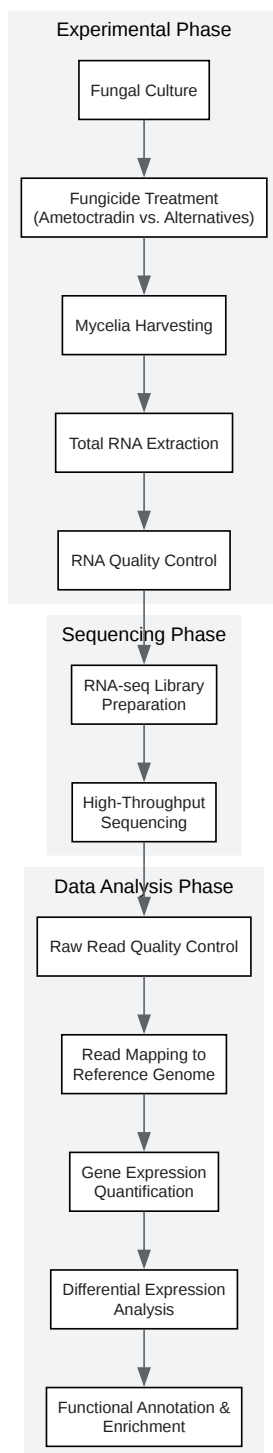 Experimental Phase
Fungal Culture
Fungicide Treatment
(Ametoctradin vs. Alternatives)
Mycelia Harvesting
Total RNA Extraction
RNA Quality Control
Sequencing Phase
RNA-seq Library
Preparation
High-Throughput
Sequencing
Data Analysis Phase
Raw Read Quality Control
Read Mapping to
Reference Genome
Gene Expression
Quantification
Differential Expression
Analysis
Functional Annotation &
Enrichment